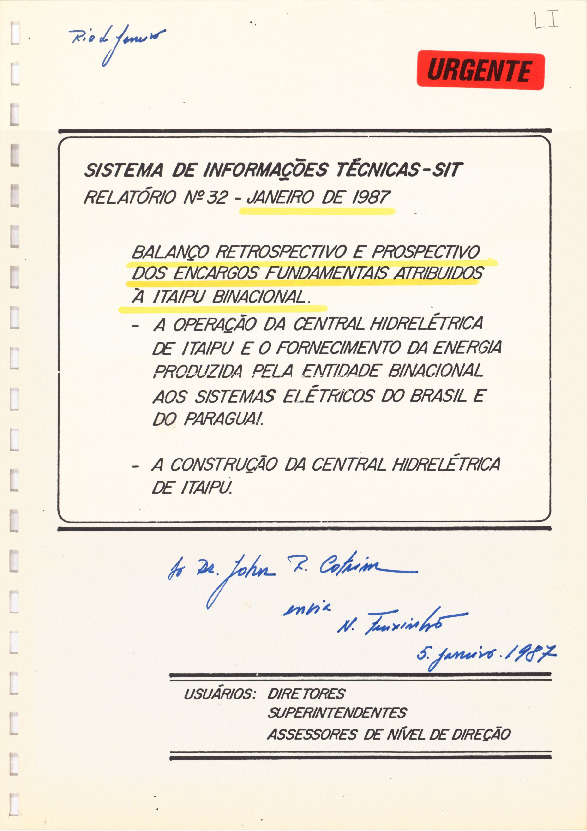 LI
Rio de Janeiro
URGENTE
SISTEMA DE INFORMAÇÕES TÉCNICAS-SIT
RELATÓRIO Nº 32 - JANEIRO DE 1987
BALANÇO RETROSPECTIVO E PROSPECTIVO
DOS ENCARGOS FUNDAMENTAIS ATRIBUIDOS
À ITAIPU BINACIONAL.
- A OPERAÇÃO DA CENTRAL HIDRELÉTRICA
DE ITAIPU E O FORNECIMENTO DA ENERGIA
PRODUZIDA PELA ENTIDADE BINACIONAL
AOS SISTEMAS ELÉTRICOS DO BRASIL E
DO PARAGUAI.
- A CONSTRUÇÃO DA CENTRAL HIDRELÉTRICA
DE ITAIPU.
Ao Dr. John R. Cotrim
envia
N.
5. janeiro. 1987
USUÁRIOS: DIRETORES
SUPERINTENDENTES
ASSESSORES DE NÍVEL DE DIREÇÃO